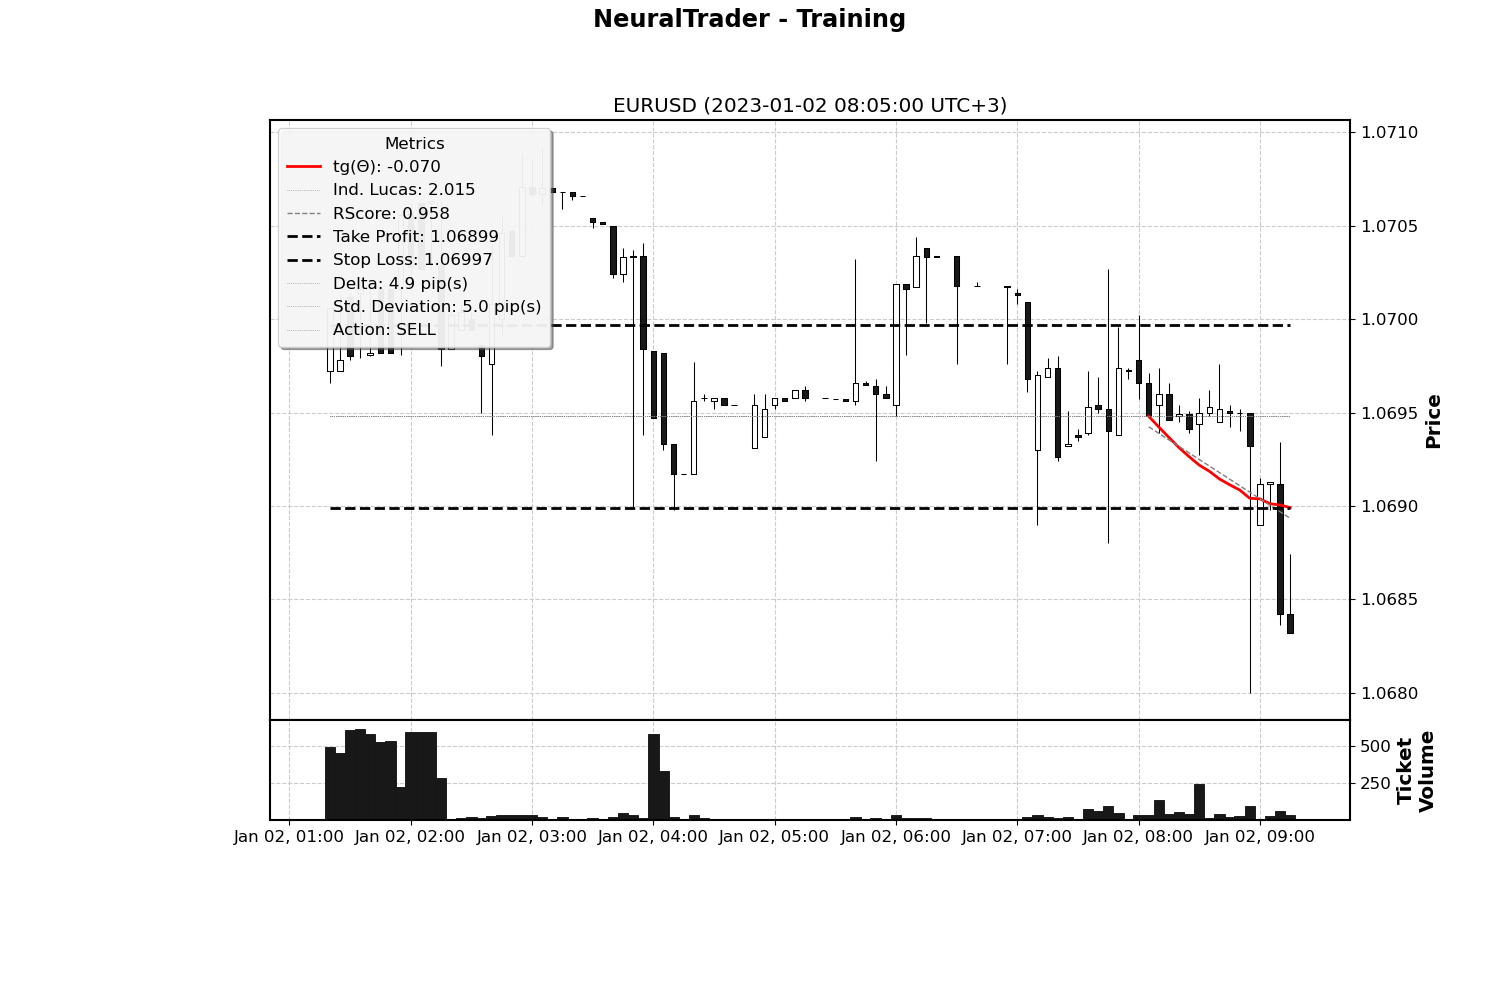 NeuralTrader - Training
EURUSD (2023-01-02 08:05:00 UTC+3)
Metrics
tg(Θ): -0.070
Ind. Lucas: 2.015
RScore: 0.958
Take Profit: 1.06899
Stop Loss: 1.06997
Delta: 4.9 pip(s)
Std. Deviation: 5.0 pip(s)
Action: SELL
1.0710
1.0705
1.0700
1.0695
1.0690
1.0685
1.0680
Price
500
250
Ticket
Volume
Jan 02, 01:00
Jan 02, 02:00
Jan 02, 03:00
Jan 02, 04:00
Jan 02, 05:00
Jan 02, 06:00
Jan 02, 07:00
Jan 02, 08:00
Jan 02, 09:00